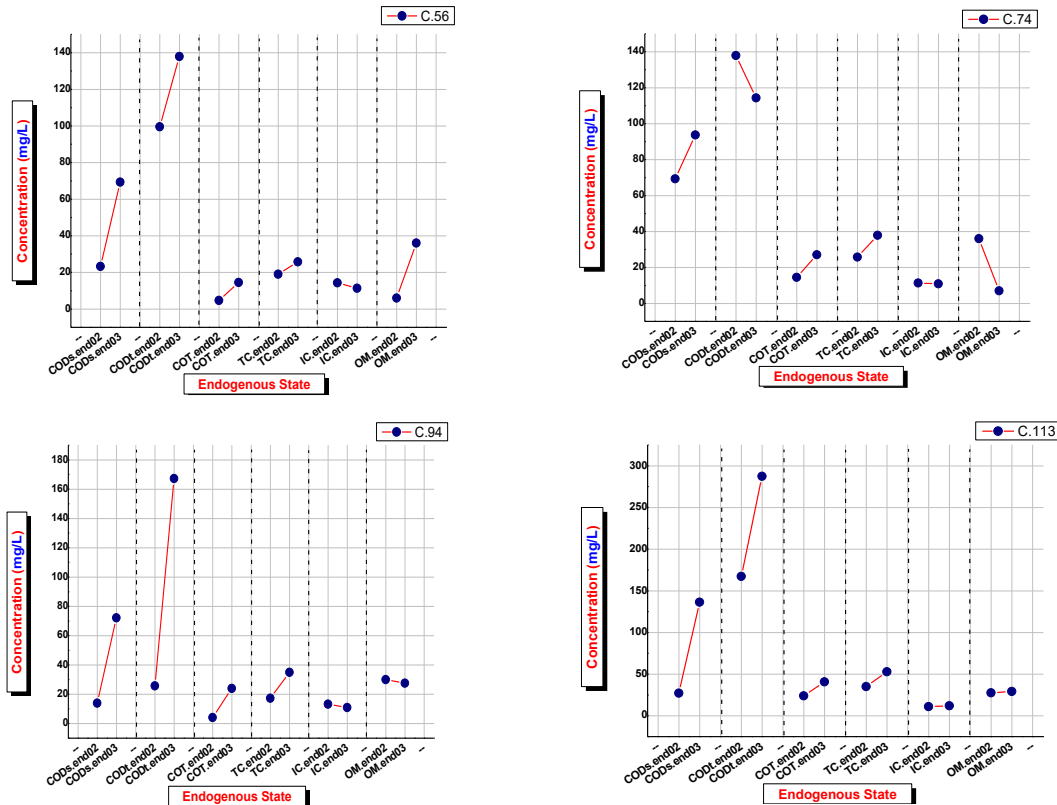 C.56
140
120
100
80
60
40
20
0
Concentration (mg/L)
--
CODs.end02
CODs.end03
--
CODt.end02
CODt.end03
--
COT.end02
COT.end03
--
TC.end02
TC.end03
--
IC.end02
IC.end03
--
OM.end02
OM.end03
--
Endogenous State
C.74
140
120
100
80
60
40
20
0
Concentration (mg/L)
--
CODs.end02
CODs.end03
--
CODt.end02
CODt.end03
--
COT.end02
COT.end03
--
TC.end02
TC.end03
--
IC.end02
IC.end03
--
OM.end02
OM.end03
--
Endogenous State
C.94
180
160
140
120
100
80
60
40
20
0
Concentration (mg/L)
--
CODs.end02
CODs.end03
--
CODt.end02
CODt.end03
--
COT.end02
COT.end03
--
TC.end02
TC.end03
--
IC.end02
IC.end03
--
OM.end02
OM.end03
--
Endogenous State
C.113
300
250
200
150
100
50
0
Concentration (mg/L)
--
CODs.end02
CODs.end03
--
CODt.end02
CODt.end03
--
COT.end02
COT.end03
--
TC.end02
TC.end03
--
IC.end02
IC.end03
--
OM.end02
OM.end03
--
Endogenous State